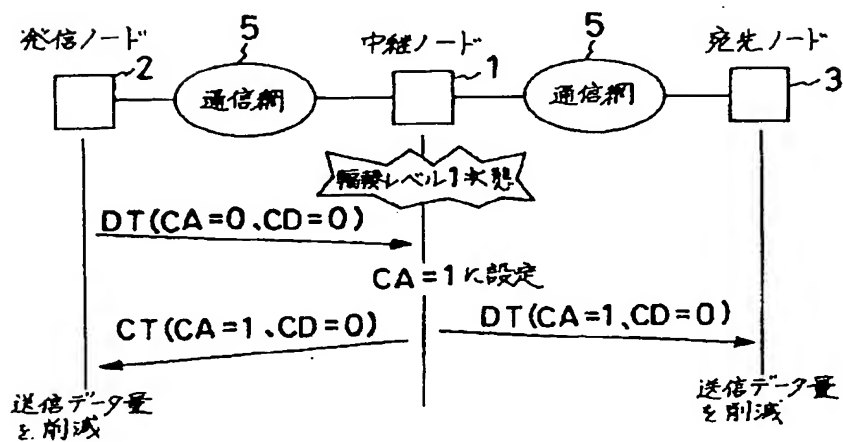 発信ノード 5 中継ノード 5 宛先ノード
2 通信網 1 通信網 3
輻輳レベル1状態
DT(CA=0、CD=0)
CA=1に設定
CT(CA=1、CD=0) DT(CA=1、CD=0)
送信データ量
を削減
送信データ量
を削減